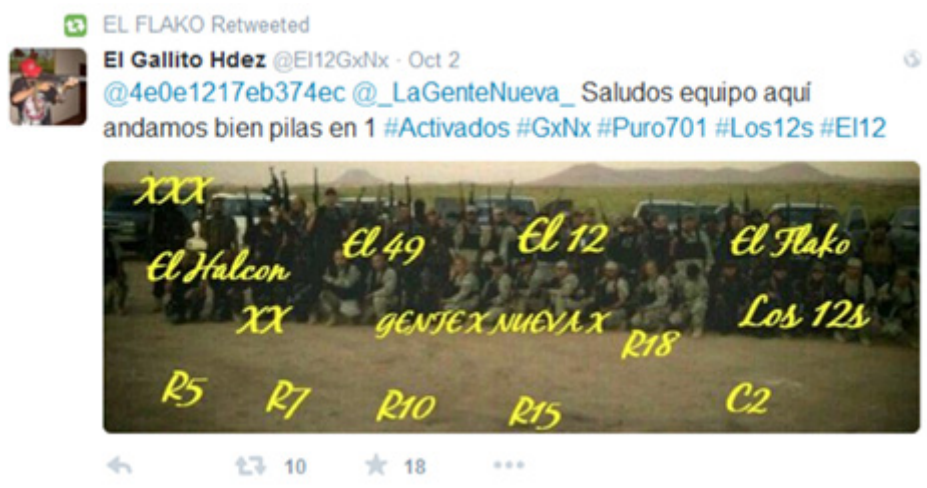 EL FLAKO Retweeted
El Gallito Hdez @El12GxNx · Oct 2
@4e0e1217eb374ec @_LaGenteNueva_ Saludos equipo aquí
andamos bien pilas en 1 #Activados #GxNx #Puro701 #Los12s #El12
XXX
El 49 El 12 El Flako
El Halcon
XX GENTE X NUEVA X Los 12s
R18
R5 R7 R10 R15 C2
10 18